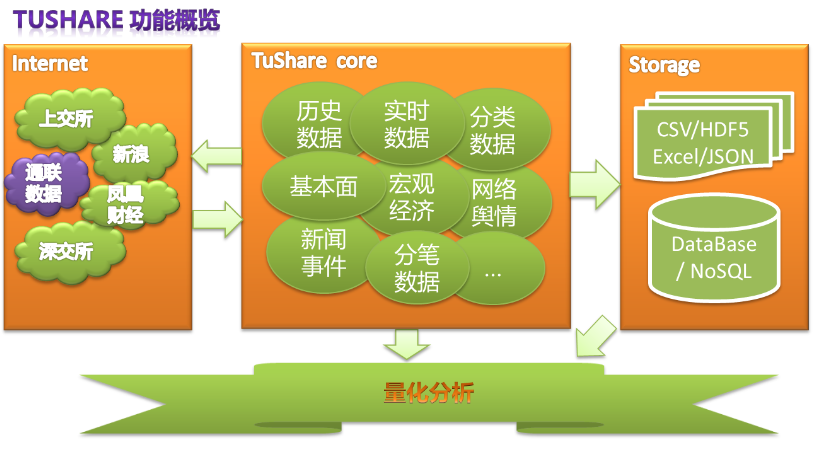 TUSHARE 功能概览
Internet
上交所
新浪
通联
数据
凤凰
财经
深交所
TuShare core
历史
数据
实时
数据
分类
数据
基本面
宏观
经济
网络
舆情
新闻
事件
分笔
数据
...
Storage
CSV/HDF5
Excel/JSON
DataBase
/ NoSQL
量化分析